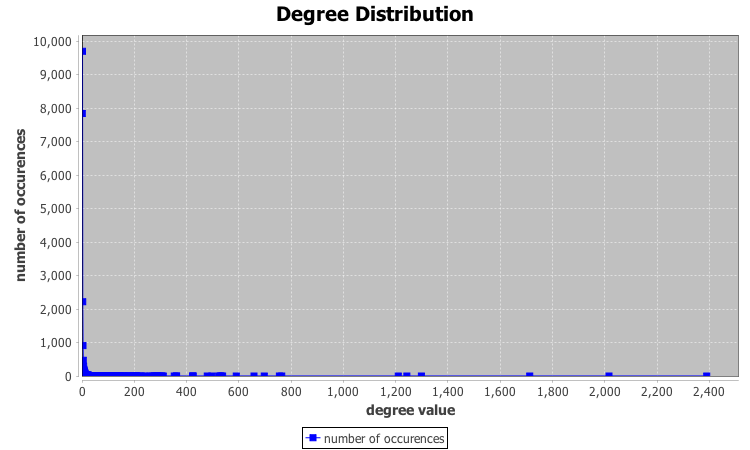 Degree Distribution
number of occurences
10,000
9,000
8,000
7,000
6,000
5,000
4,000
3,000
2,000
1,000
0
0 200 400 600 800 1,000 1,200 1,400 1,600 1,800 2,000 2,200 2,400
degree value
number of occurences